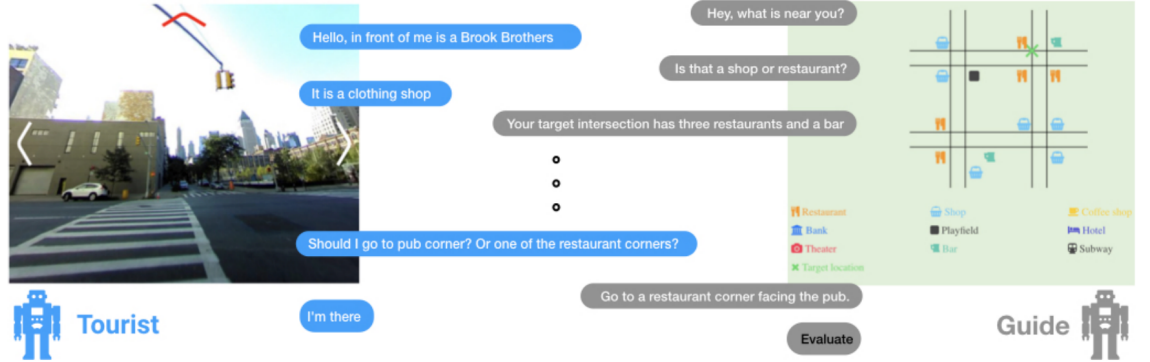 Hey, what is near you?
Hello, in front of me is a Brook Brothers
Is that a shop or restaurant?
It is a clothing shop
Your target intersection has three restaurants and a bar
Should I go to pub corner? Or one of the restaurant corners?
Go to a restaurant corner facing the pub.
I'm there
Evaluate
Restaurant
Shop
Coffee shop
Bank
Playfield
Hotel
Theater
Bar
Subway
Target location
Tourist
Guide